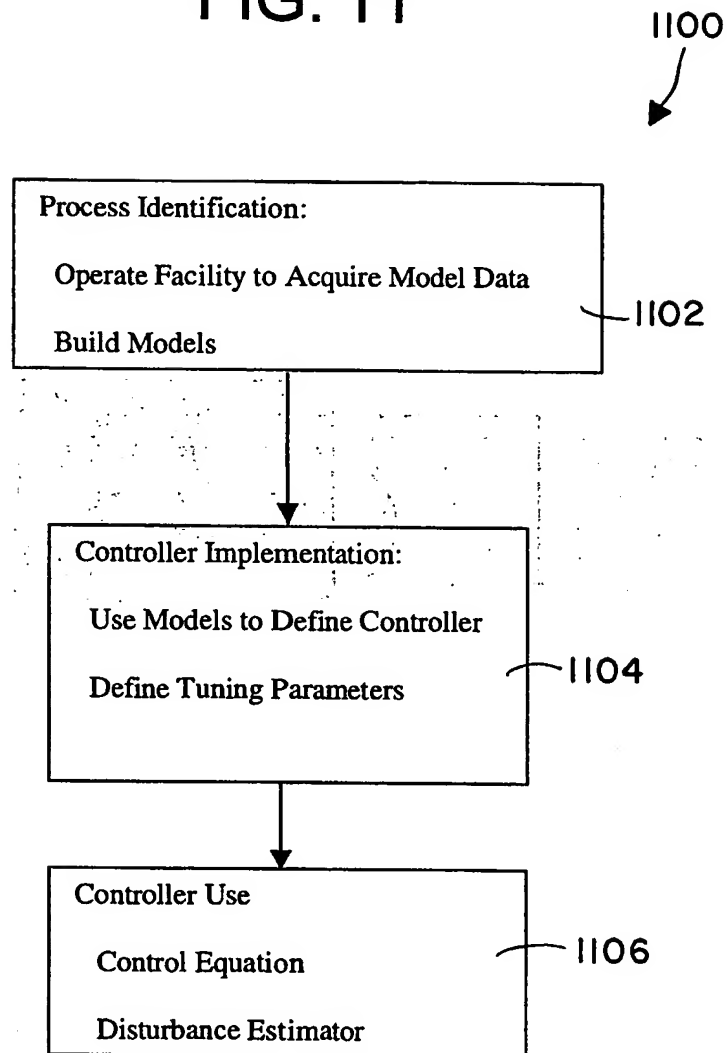 FIG. 11
1100
Process Identification:
Operate Facility to Acquire Model Data
Build Models
1102
Controller Implementation:
Use Models to Define Controller
Define Tuning Parameters
1104
Controller Use
Control Equation
Disturbance Estimator
1106